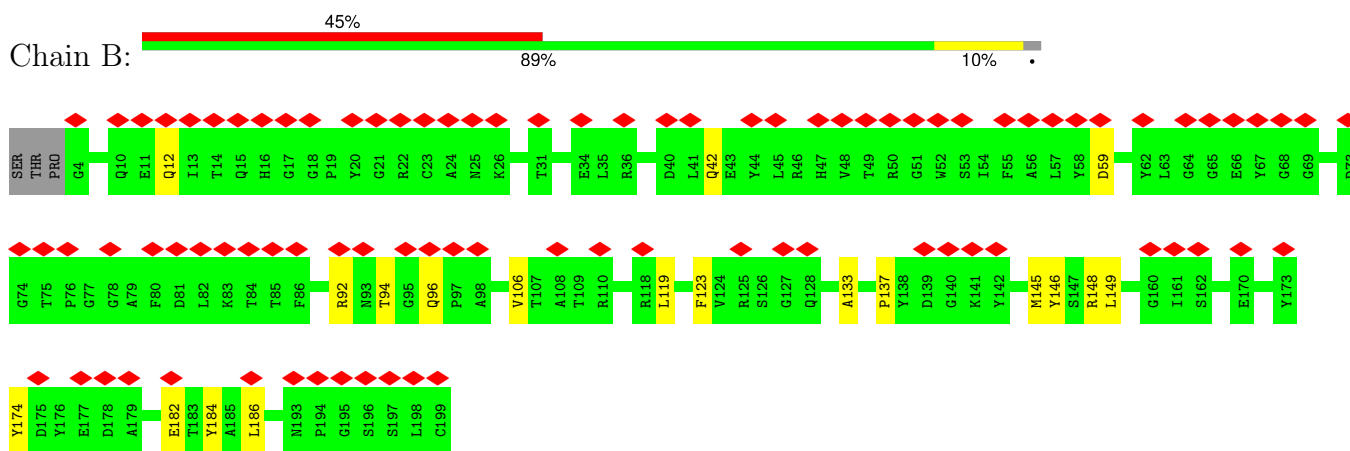 45%
Chain B:
89% 10% •
SER THR PRO G4 Q10 E11 Q12 I13 T14 Q15 H16 G17 G18 P19 Y20 G21 R22 C23 A24 N25 K26 T31 E34 L35 R36 D40 L41 Q42 E43 Y44 L45 R46 H47 V48 T49 R50 G51 W52 S53 I54 F55 A56 L57 Y58 D59 Y62 L63 G64 G65 E66 Y67 G68 G69
G74 T75 P76 G77 G78 A79 F80 D81 L82 K83 T84 T85 F86 R92 N93 T94 G95 Q96 P97 A98 V106 T107 A108 T109 R110 R118 L119 F123 V124 R125 S126 G127 Q128 A133 P137 Y138 D139 G140 K141 Y142 M145 Y146 S147 R148 L149 G160 I161 S162 E170 Y173
Y174 D175 Y176 E177 D178 A179 E182 T183 Y184 A185 L186 N193 P194 G195 S196 S197 L198 C199